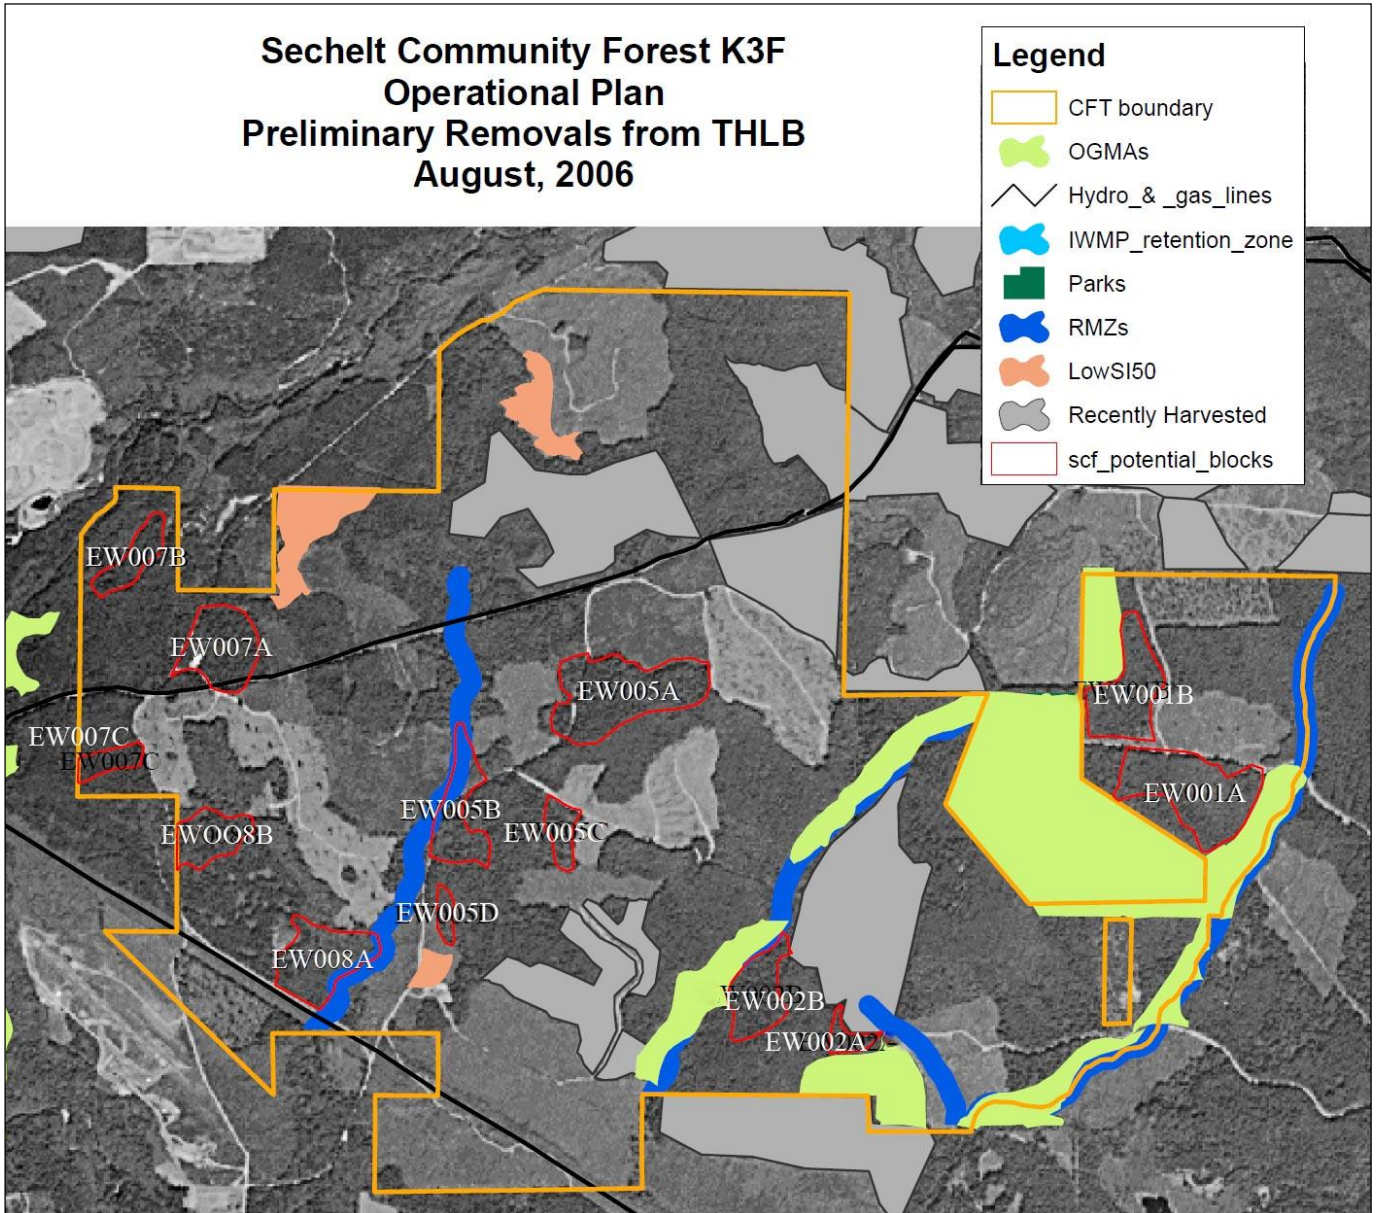 Sechelt Community Forest K3F
Operational Plan
Preliminary Removals from THLB
August, 2006
Legend
CFT boundary
OGMAs
Hydro_& _gas_lines
IWMP_retention_zone
Parks
RMZs
LowSI50
Recently Harvested
scf_potential_blocks
EW007B
EW007A
EW005A
EW001B
EW007C
EW007C
EW001A
EW005B
EWOO8B
EW005C
EW005D
EW008A
EW002B
EW002A